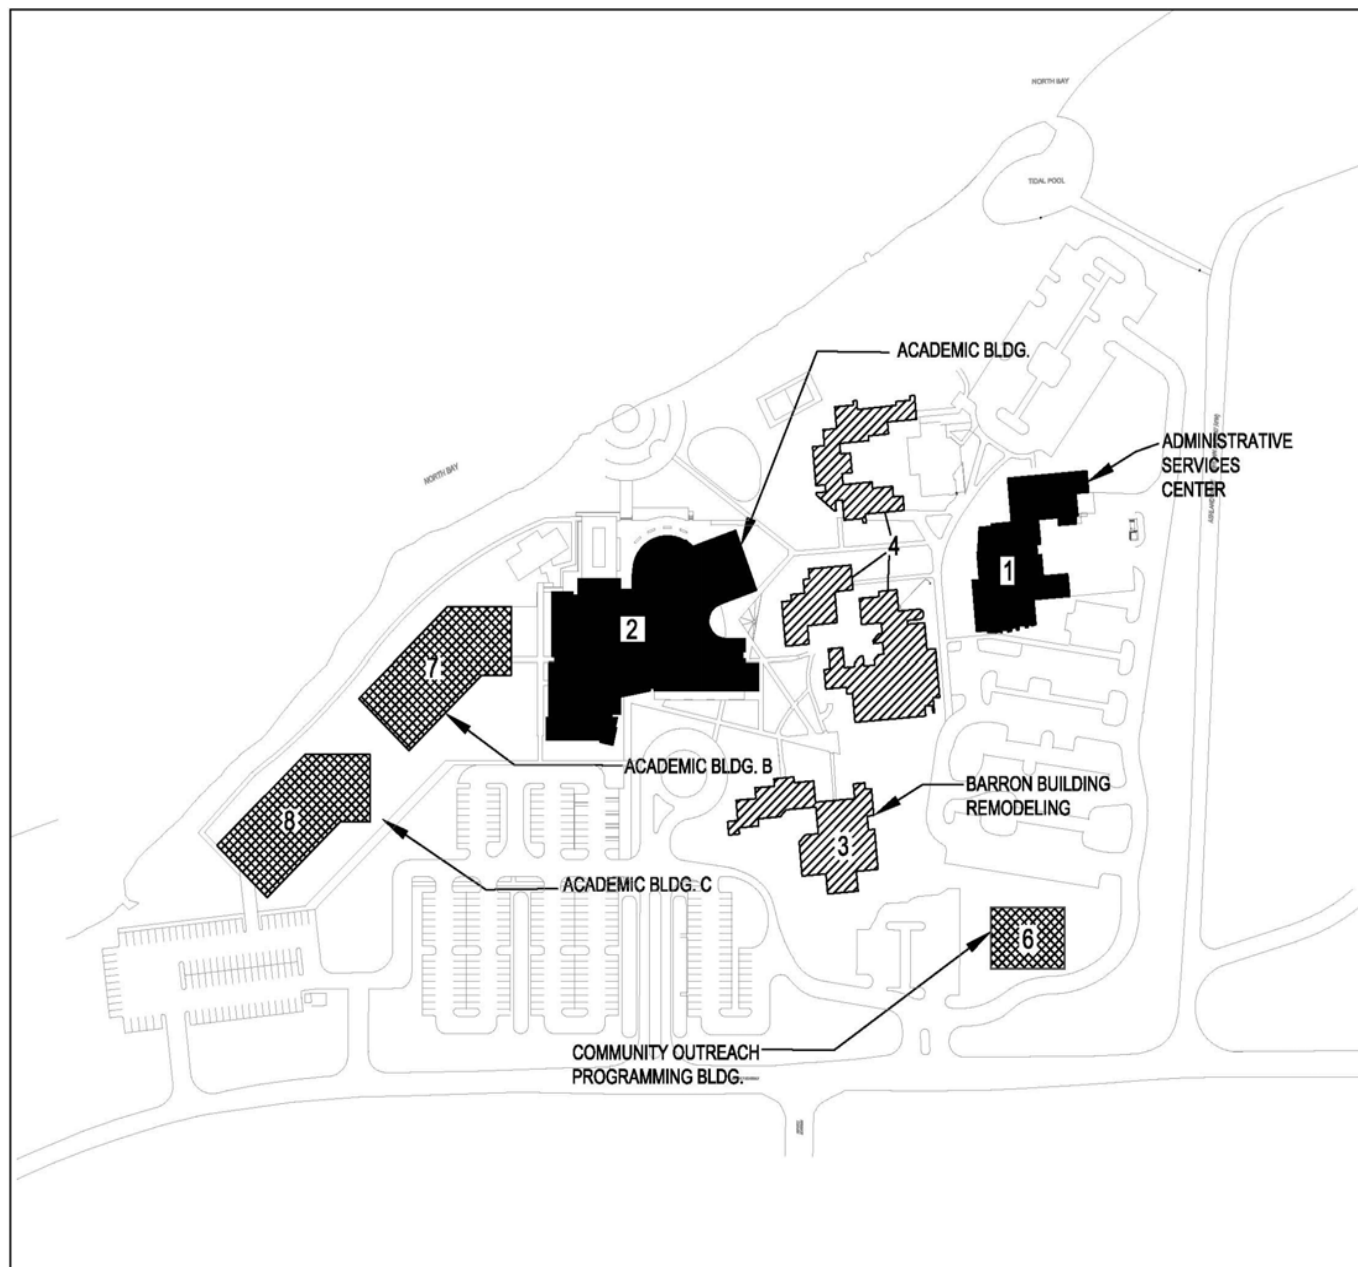 NORTH BAY
TIDAL POOL
ACADEMIC BLDG.
ADMINISTRATIVE
SERVICES
CENTER
NORTH BAY
4
1
2
7
ACADEMIC BLDG. B
BARRON BUILDING
REMODELING
8
3
ACADEMIC BLDG. C
6
COMMUNITY OUTREACH
PROGRAMMING BLDG.